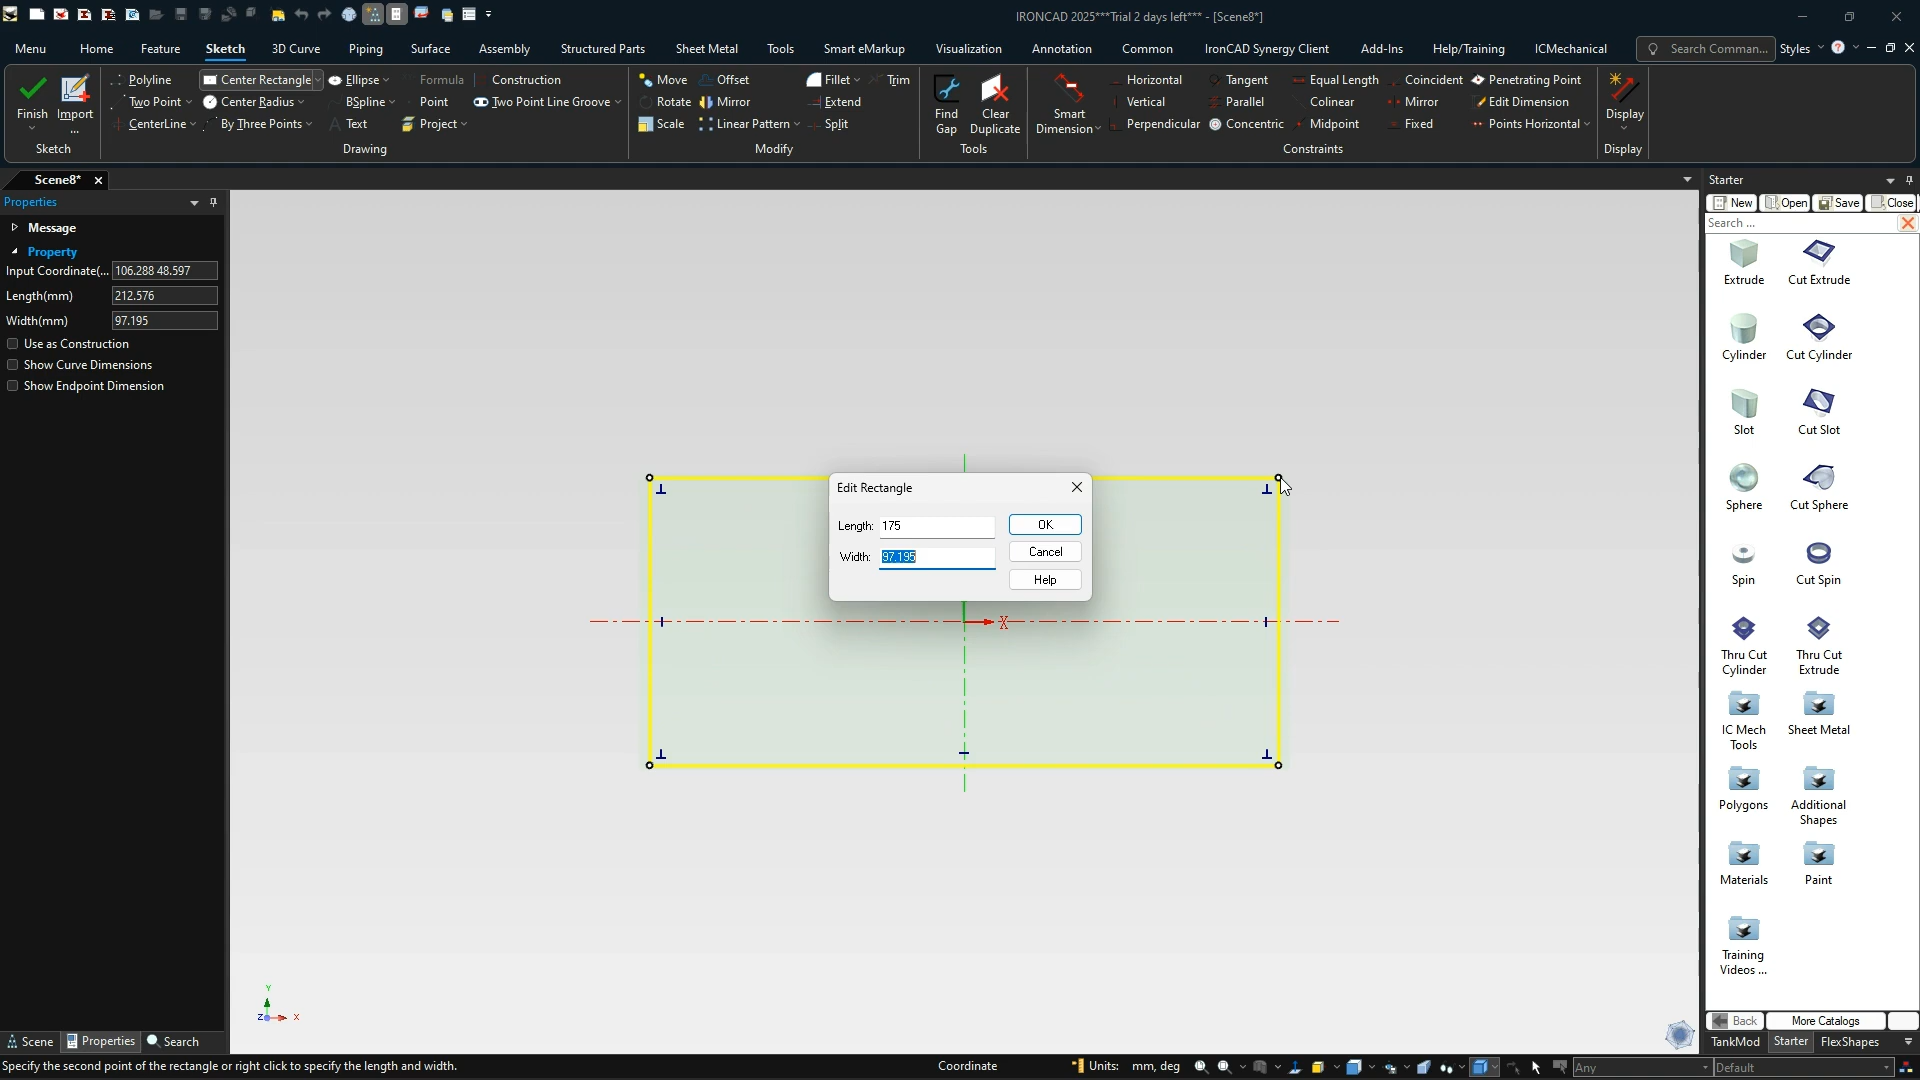 IRONCAD 2025***Trial 2 days left*** - [Scene8*]
Menu Home Feature Sketch 3D Curve Piping Surface Assembly Structured Parts Sheet Metal Tools Smart eMarkup Visualization Annotation Common IronCAD Synergy Client Add-Ins Help/Training ICMechanical Search Comman... Styles
Polyline Center Rectangle Ellipse Formula Construction Move Offset Fillet Trim Horizontal Tangent Equal Length Coincident Penetrating Point
Two Point Center Radius BSpline Point Two Point Line Groove Rotate Mirror Extend Vertical Parallel Colinear Mirror Edit Dimension
CenterLine By Three Points Text Project Scale Linear Pattern Split Perpendicular Concentric Midpoint Fixed Points Horizontal
Finish Import ... Find Gap Clear Duplicate Smart Dimension Display
Sketch Drawing Modify Tools Constraints Display
Scene8*
Starter
Properties
New Open Save Close
Message
Search ...
Property
Input Coordinate(... 106.288 48.597
Length(mm) 212.576
Width(mm) 97.195
Use as Construction
Show Curve Dimensions
Show Endpoint Dimension
Edit Rectangle
Length: 175 OK
Width: 97.195 Cancel
Help
X
Y
Z X
Extrude Cut Extrude
Cylinder Cut Cylinder
Slot Cut Slot
Sphere Cut Sphere
Spin Cut Spin
Thru Cut Cylinder Thru Cut Extrude
IC Mech Tools Sheet Metal
Polygons Additional Shapes
Materials Paint
Training Videos ...
Back More Catalogs
Scene Properties Search
TankMod Starter FlexShapes
Specify the second point of the rectangle or right click to specify the length and width. Coordinate Units: mm, deg Any Default